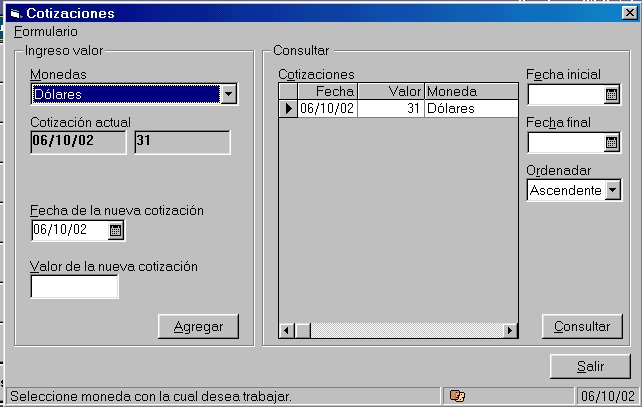 Cotizaciones
Formulario
Ingreso valor
Monedas
Dólares
Cotización actual
06/10/02 31
Fecha de la nueva cotización
06/10/02
Valor de la nueva cotización
Agregar
Consultar
Cotizaciones
Fecha Valor Moneda
06/10/02 31 Dólares
Fecha inicial
Fecha final
Ordenadar
Ascendente
Consultar
Salir
Seleccione moneda con la cual desea trabajar. 06/10/02